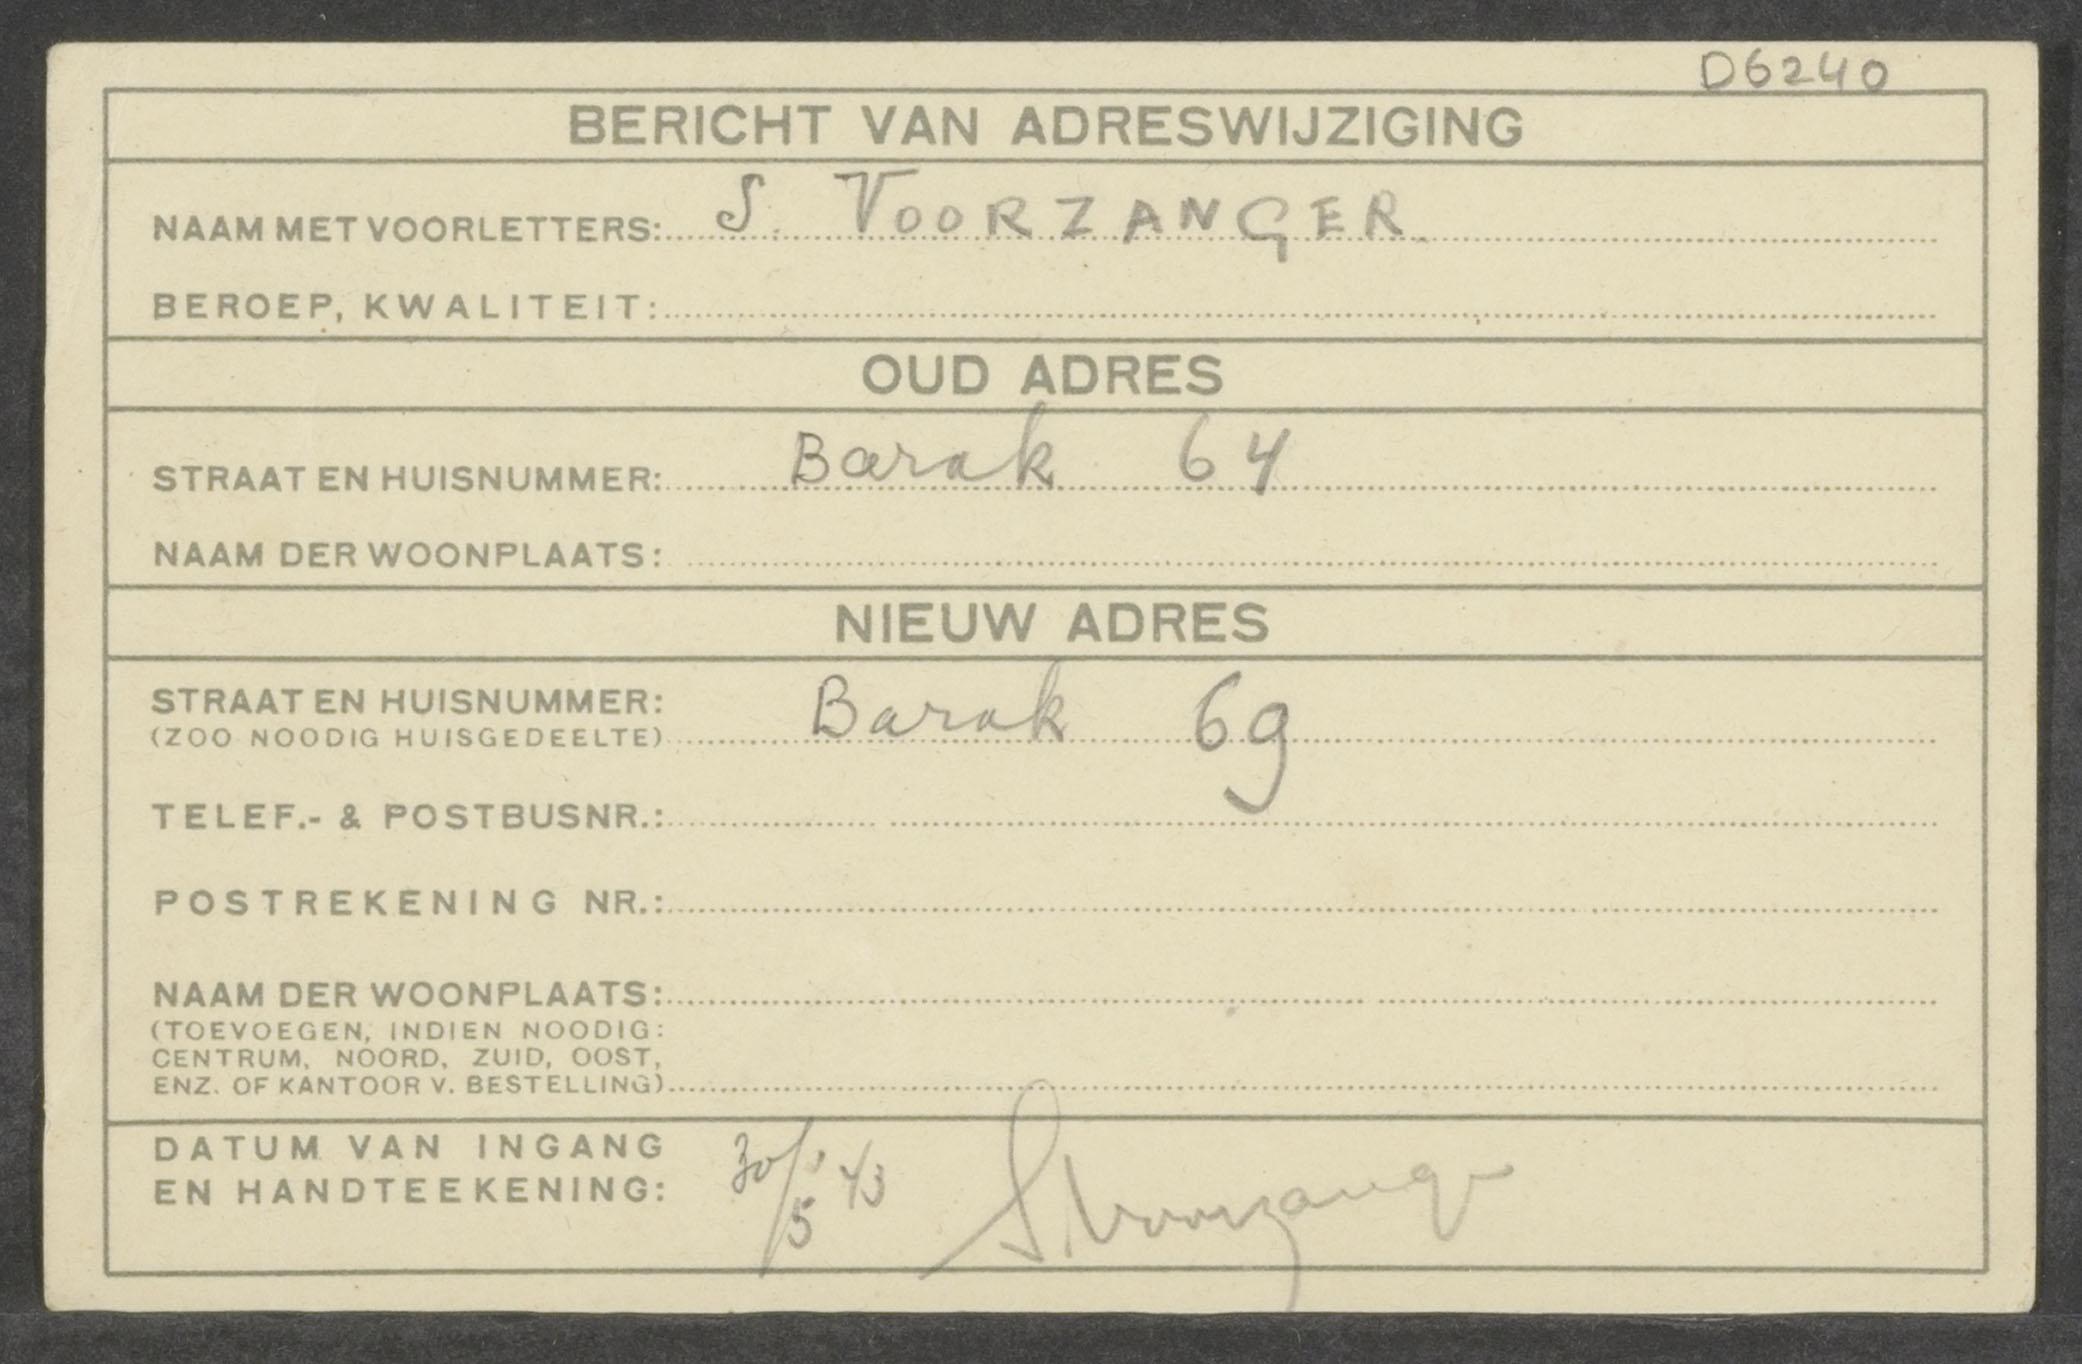 D6240
BERICHT VAN ADRESWIJZIGING
NAAM MET VOORLETTERS: S. VOORZANGER
BEROEP, KWALITEIT:
OUD ADRES
STRAAT EN HUISNUMMER: Barak 64
NAAM DER WOONPLAATS:
NIEUW ADRES
STRAAT EN HUISNUMMER: Barak 69
(ZOO NOODIG HUISGEDEELTE)
TELEF.- & POSTBUSNR.:
POSTREKENING NR.:
NAAM DER WOONPLAATS:
(TOEVOEGEN, INDIEN NOODIG:
CENTRUM, NOORD, ZUID, OOST,
ENZ. OF KANTOOR V. BESTELLING)
DATUM VAN INGANG
EN HANDTEEKENING: 30/5 '43 S. Voorzanger